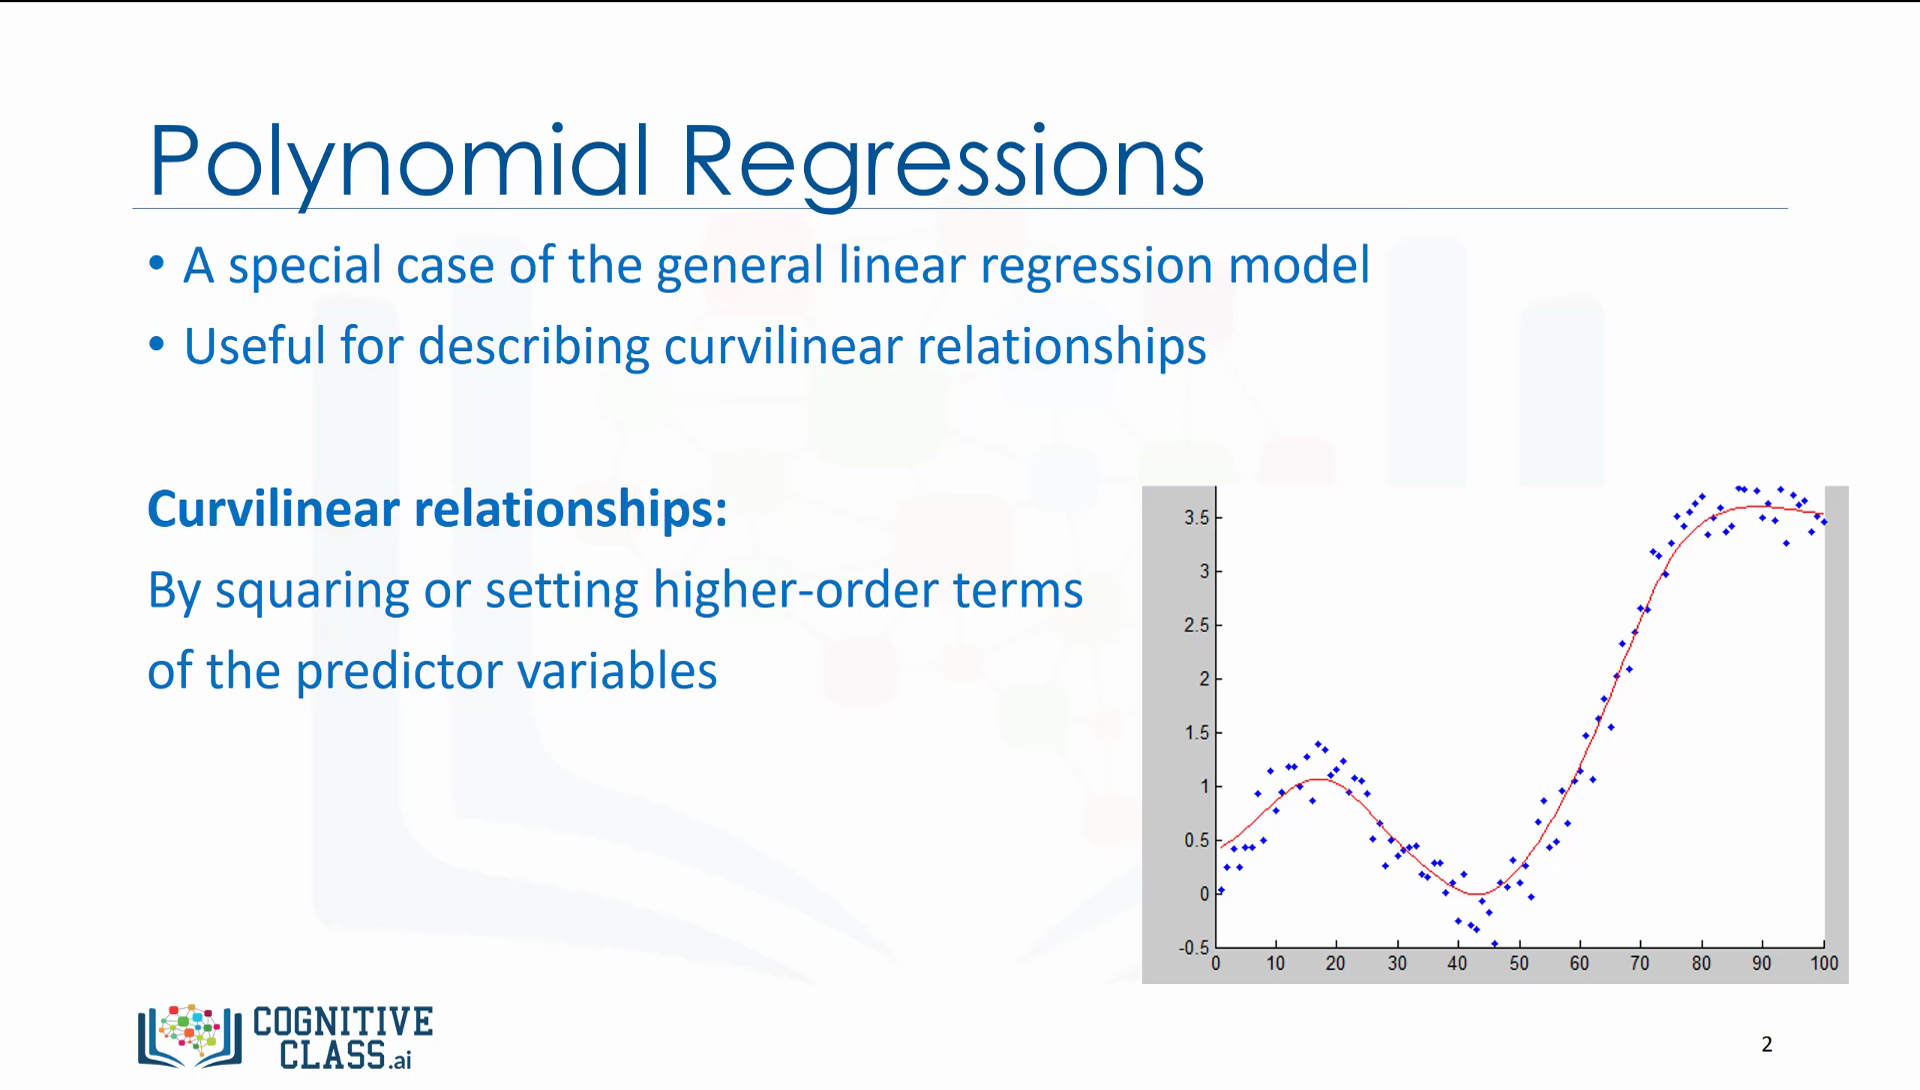 Polynomial Regressions
• A special case of the general linear regression model
• Useful for describing curvilinear relationships
Curvilinear relationships:
By squaring or setting higher-order terms
of the predictor variables
3.5
3
2.5
2
1.5
1
0.5
0
-0.5
0 10 20 30 40 50 60 70 80 90 100
COGNITIVE
CLASS.ai
2